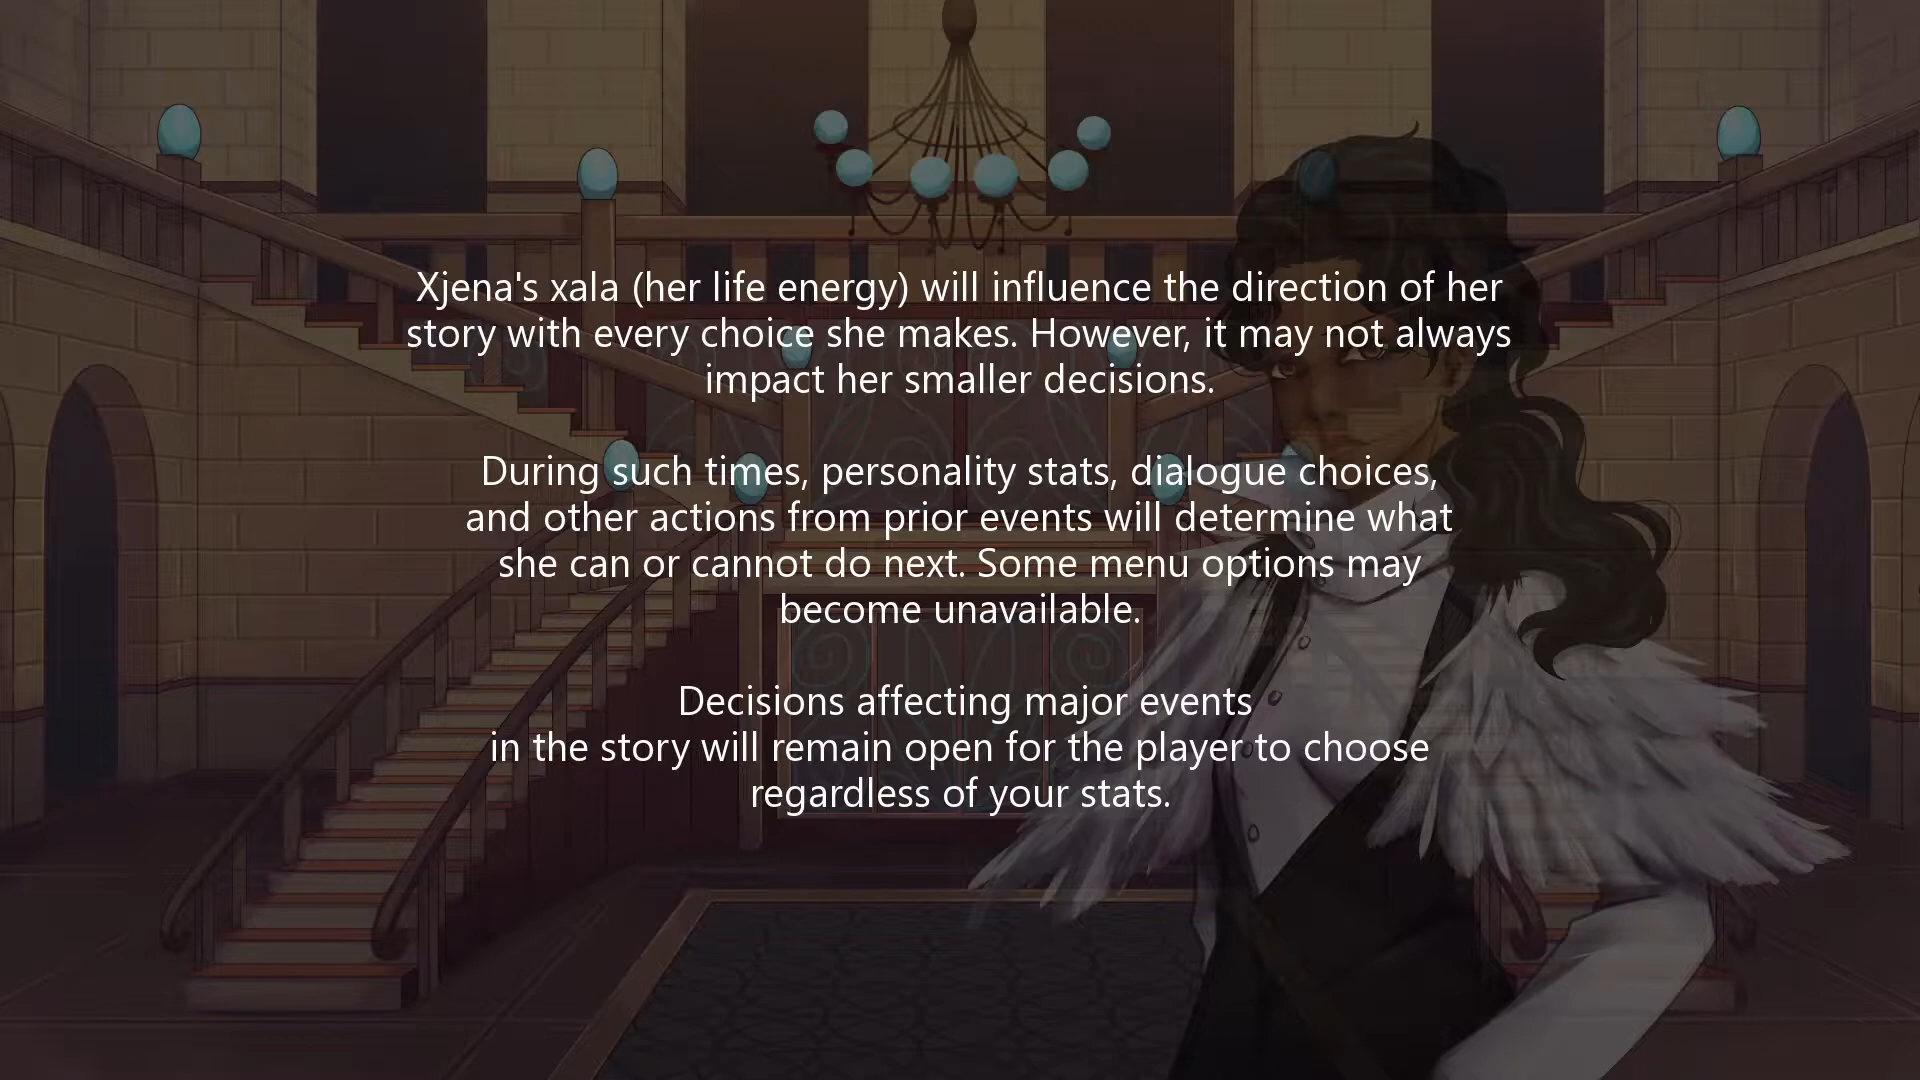 Xjena's xala (her life energy) will influence the direction of her
story with every choice she makes. However, it may not always
impact her smaller decisions.
During such times, personality stats, dialogue choices,
and other actions from prior events will determine what
she can or cannot do next. Some menu options may
become unavailable.
Decisions affecting major events
in the story will remain open for the player to choose
regardless of your stats.